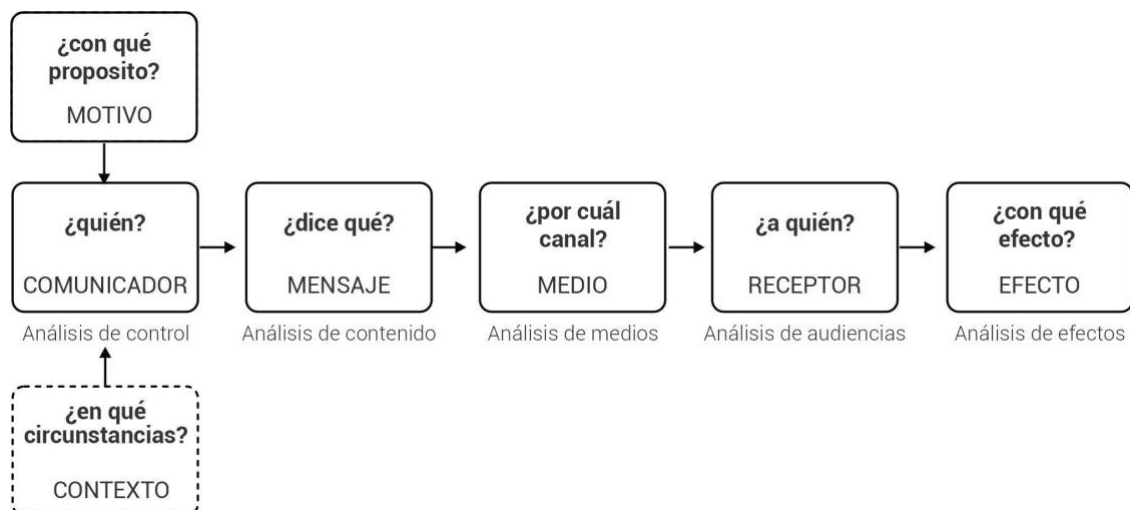 ¿con qué
proposito?
MOTIVO
¿quién?
COMUNICADOR
Análisis de control
¿dice qué?
MENSAJE
Análisis de contenido
¿por cuál
canal?
MEDIO
Análisis de medios
¿a quién?
RECEPTOR
Análisis de audiencias
¿con qué
efecto?
EFECTO
Análisis de efectos
¿en qué
circunstancias?
CONTEXTO